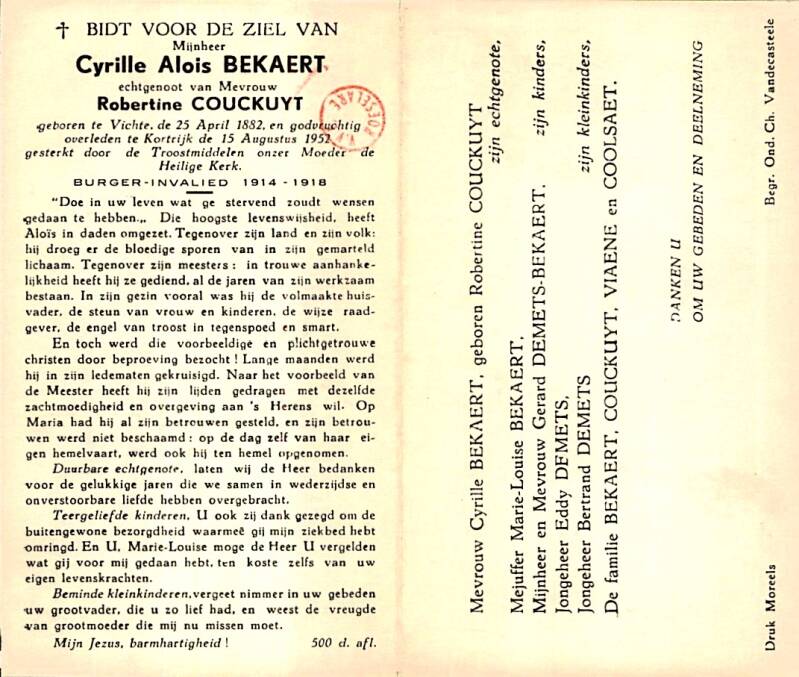 † BIDT VOOR DE ZIEL VAN
Mijnheer
Cyrille Alois BEKAERT
echtgenoot van Mevrouw
Robertine COUCKUYT
geboren te Vichte, de 25 April 1882, en godvruchtig
overleden te Kortrijk de 15 Augustus 1952
gesterkt door de Troostmiddelen onzer Moeder de
Heilige Kerk.
BURGER-INVALIED 1914-1918
"Doe in uw leven wat ge stervend zoudt wensen
gedaan te hebben.„ Die hoogste levenswijsheid, heeft
Aloïs in daden omgezet. Tegenover zijn land en zijn volk:
hij droeg er de bloedige sporen van in zijn gemarteld
lichaam. Tegenover zijn meesters : in trouwe aanhanke-
lijkheid heeft hij ze gediend, al de jaren van zijn werkzaam
bestaan. In zijn gezin vooral was hij de volmaakte huis-
vader, de steun van vrouw en kinderen, de wijze raad-
gever, de engel van troost in tegenspoed en smart.
En toch werd die voorbeeldige en plichtgetrouwe
christen door beproeving bezocht ! Lange maanden werd
hij in zijn ledematen gekruisigd. Naar het voorbeeld van
de Meester heeft hij zijn lijden gedragen met dezelfde
zachtmoedigheid en overgeving aan 's Herens wil. Op
Maria had hij al zijn betrouwen gesteld, en zijn betrou-
wen werd niet beschaamd : op de dag zelf van haar ei-
gen hemelvaart, werd ook hij ten hemel opgenomen.
Duurbare echtgenote, laten wij de Heer bedanken
voor de gelukkige jaren die we samen in wederzijdse en
onverstoorbare liefde hebben overgebracht.
Teergeliefde kinderen, U ook zij dank gezegd om de
buitengewone bezorgdheid waarmeê gij mijn ziekbed hebt
omringd. En U, Marie-Louise moge de Heer U vergelden
wat gij voor mij gedaan hebt, ten koste zelfs van uw
eigen levenskrachten.
Beminde kleinkinderen, vergeet nimmer in uw gebeden
uw grootvader, die u zo lief had, en weest de vreugde
van grootmoeder die mij nu missen moet.
Mijn Jezus, barmhartigheid ! 500 d. afl.
Mevrouw Cyrille BEKAERT, geboren Robertine COUCKUYT
zijn echtgenote,
Mejuffer Marie-Louise BEKAERT,
Mijnheer en Mevrouw Gerard DEMETS-BEKAERT, zijn kinders,
Jongeheer Eddy DEMETS,
Jongeheer Bertrand DEMETS zijn kleinkinders,
De familie BEKAERT, COUCKUYT, VIAENE en COOLSAET.
DANKEN U
OM UW GEBEDEN EN DEELNEMING
Druk Moreels Begr. Ond. Ch. Vandecasteele